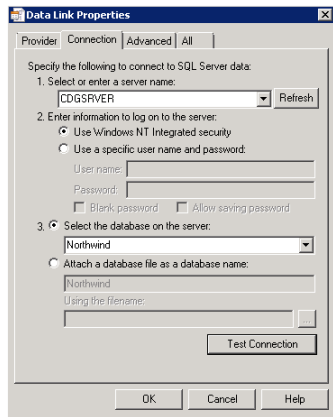 Data Link Properties
Provider Connection Advanced All
Specify the following to connect to SQL Server data:
1. Select or enter a server name:
CDGSRVER Refresh
2. Enter information to log on to the server:
Use Windows NT Integrated security
Use a specific user name and password:
User name:
Password:
Blank password Allow saving password
3. Select the database on the server:
Northwind
Attach a database file as a database name:
Northwind
Using the filename:
...
Test Connection
OK Cancel Help